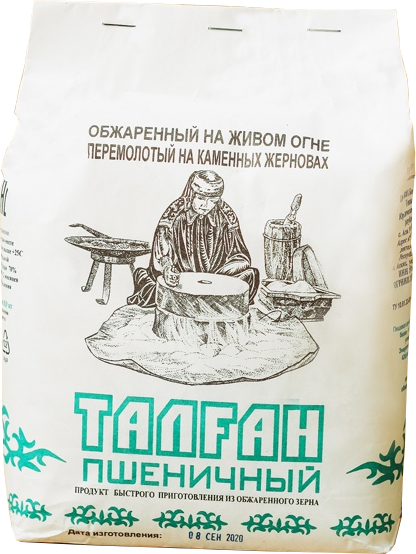 ОБЖАРЕННЫЙ НА ЖИВОМ ОГНЕ
ПЕРЕМОЛОТЫЙ НА КАМЕННЫХ ЖЕРНОВАХ
ТАЛҒАН
ПШЕНИЧНЫЙ
ПРОДУКТ БЫСТРОГО ПРИГОТОВЛЕНИЯ ИЗ ОБЖАРЕННОГО ЗЕРНА
Дата изготовления: 08 СЕН 2020